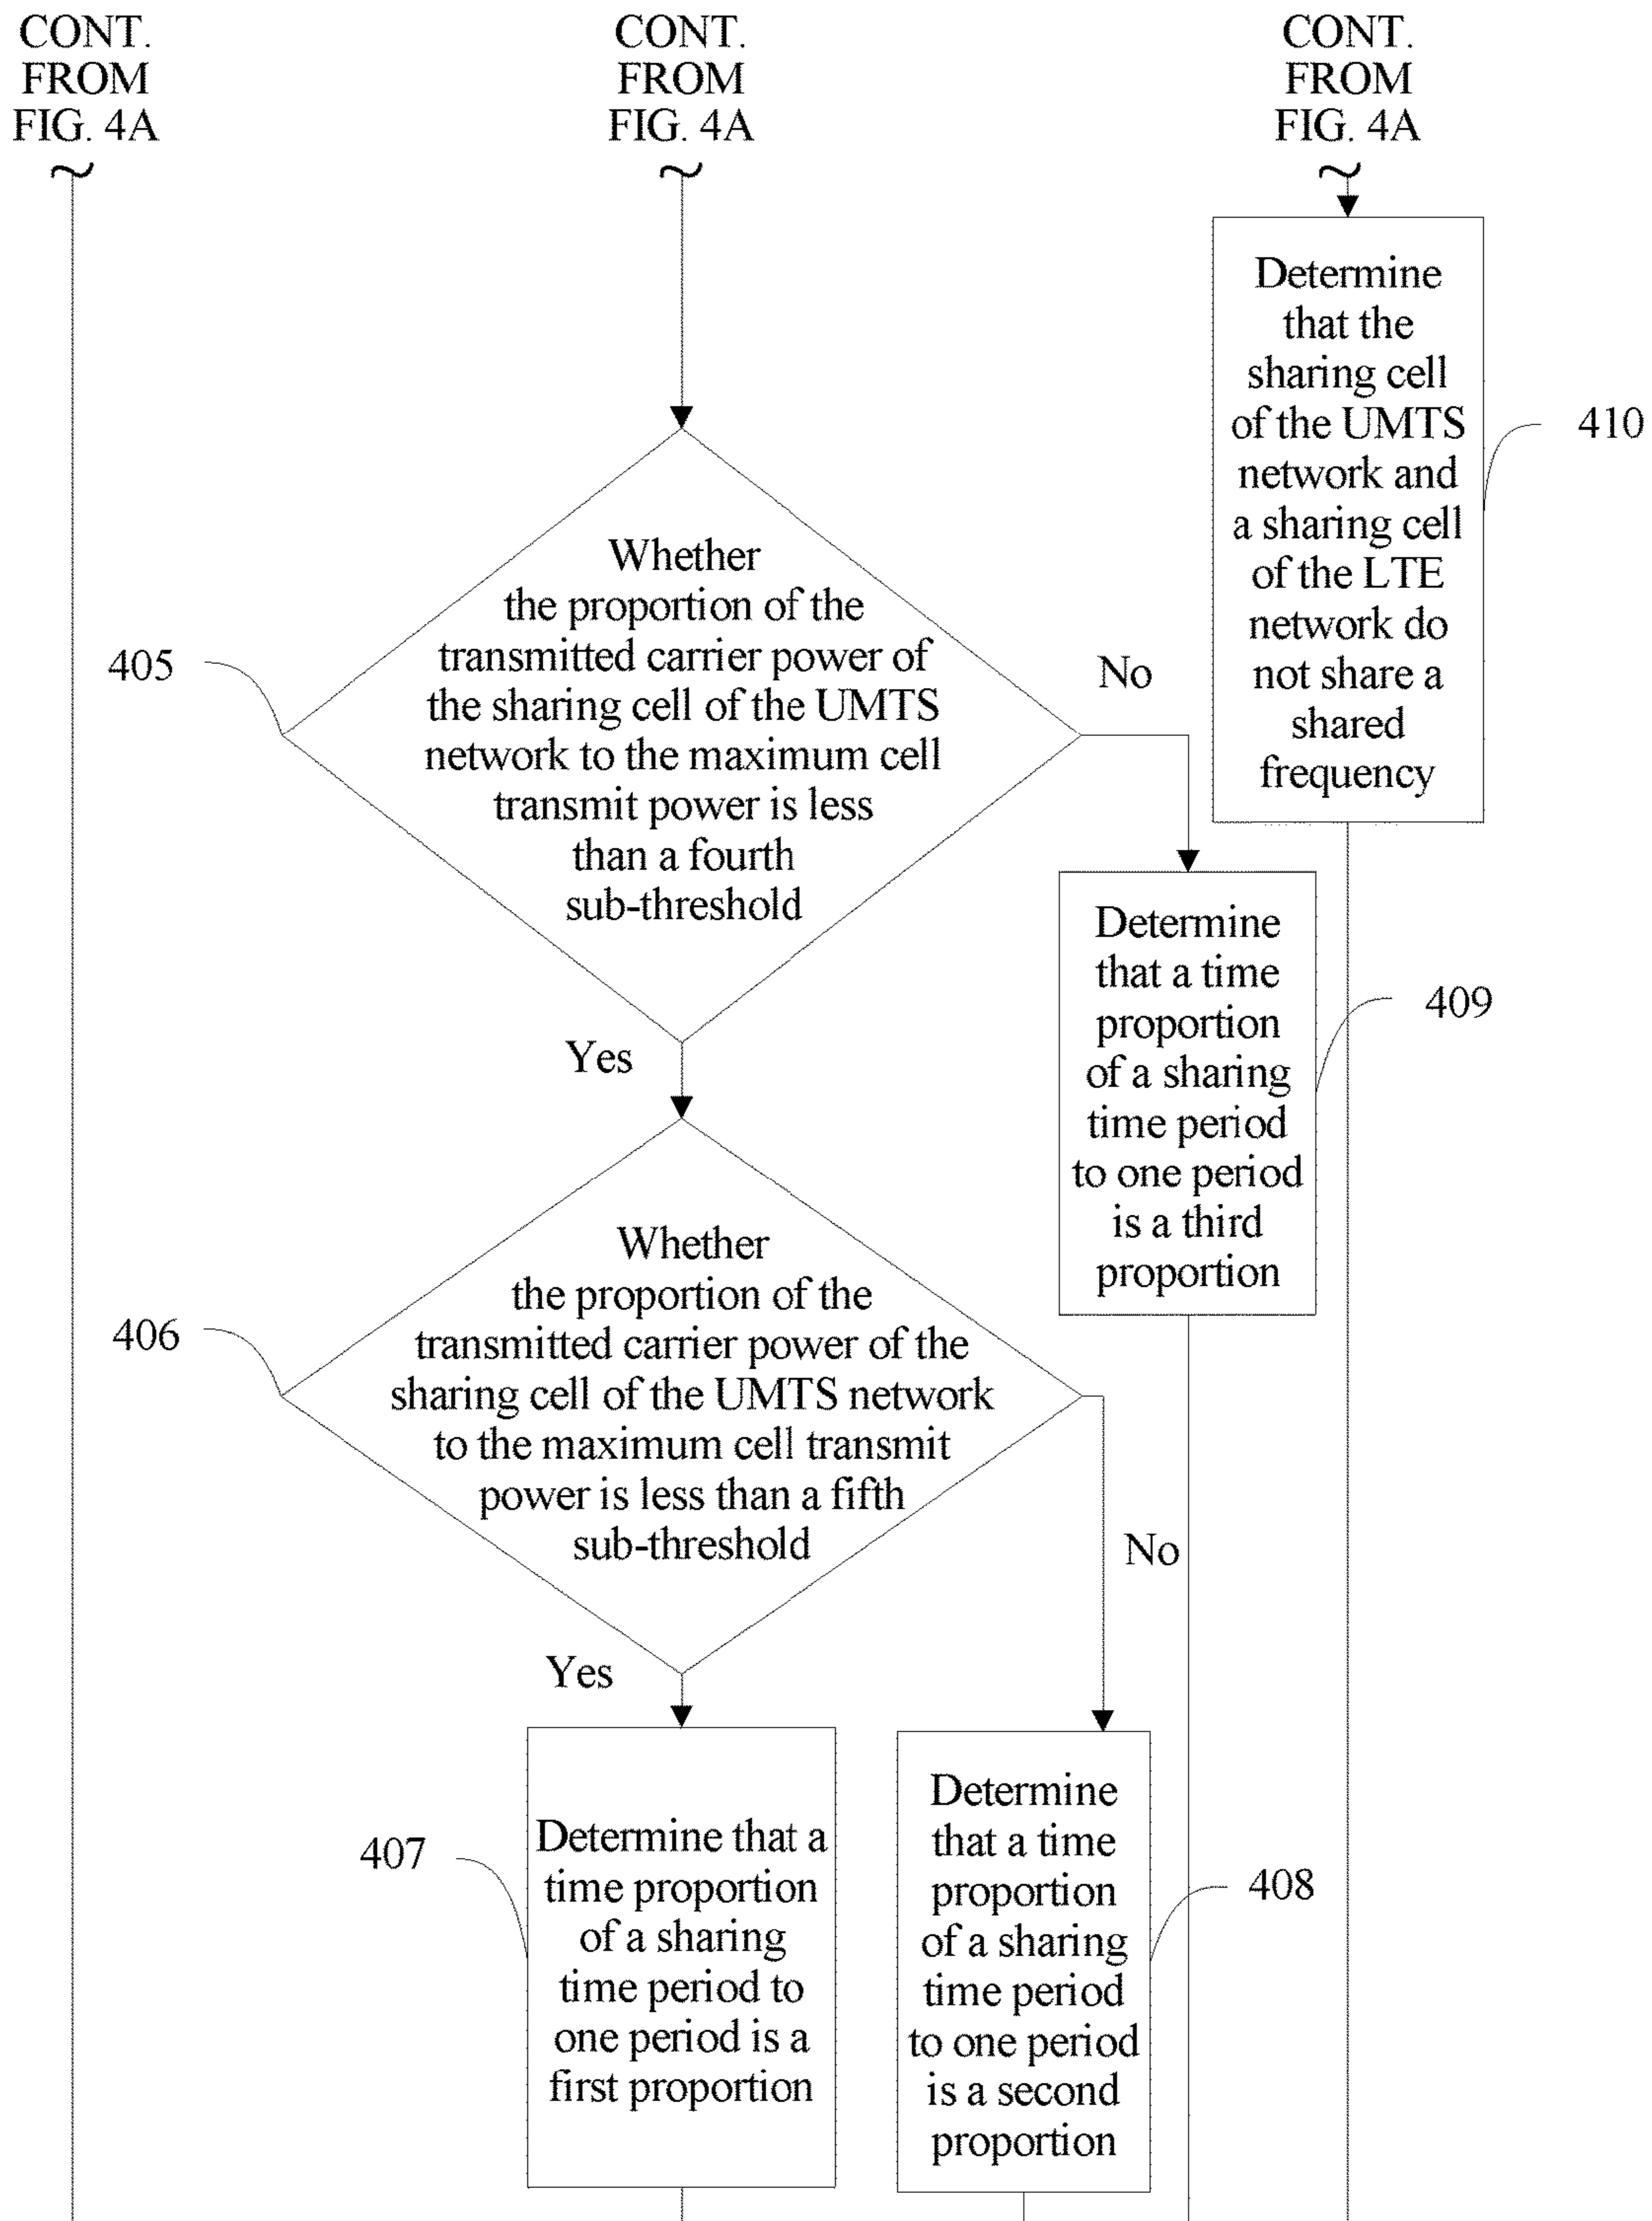 CONT.
FROM
FIG. 4A
CONT.
FROM
FIG. 4A
CONT.
FROM
FIG. 4A
Determine
that the
sharing cell
of the UMTS
network and
a sharing cell
of the LTE
network do
not share a
shared
frequency
410
Whether
the proportion of the
transmitted carrier power of
the sharing cell of the UMTS
network to the maximum cell
transmit power is less
than a fourth
sub-threshold
405
No
Yes
Determine
that a time
proportion
of a sharing
time period
to one period
is a third
proportion
409
Whether
the proportion of the
transmitted carrier power of the
sharing cell of the UMTS network
to the maximum cell transmit
power is less than a fifth
sub-threshold
406
No
Yes
Determine that a
time proportion
of a sharing
time period to
one period is a
first proportion
407
Determine
that a time
proportion
of a sharing
time period
to one period
is a second
proportion
408